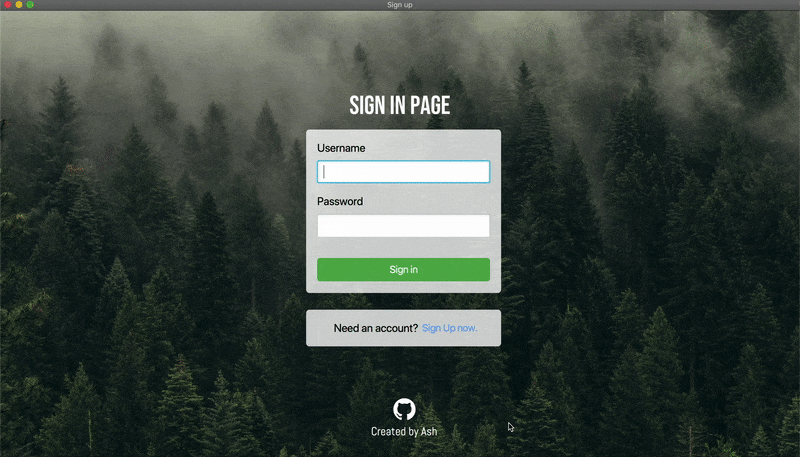 Sign up
SIGN IN PAGE
Username
Password
Sign in
Need an account? Sign Up now.
Created by Ash